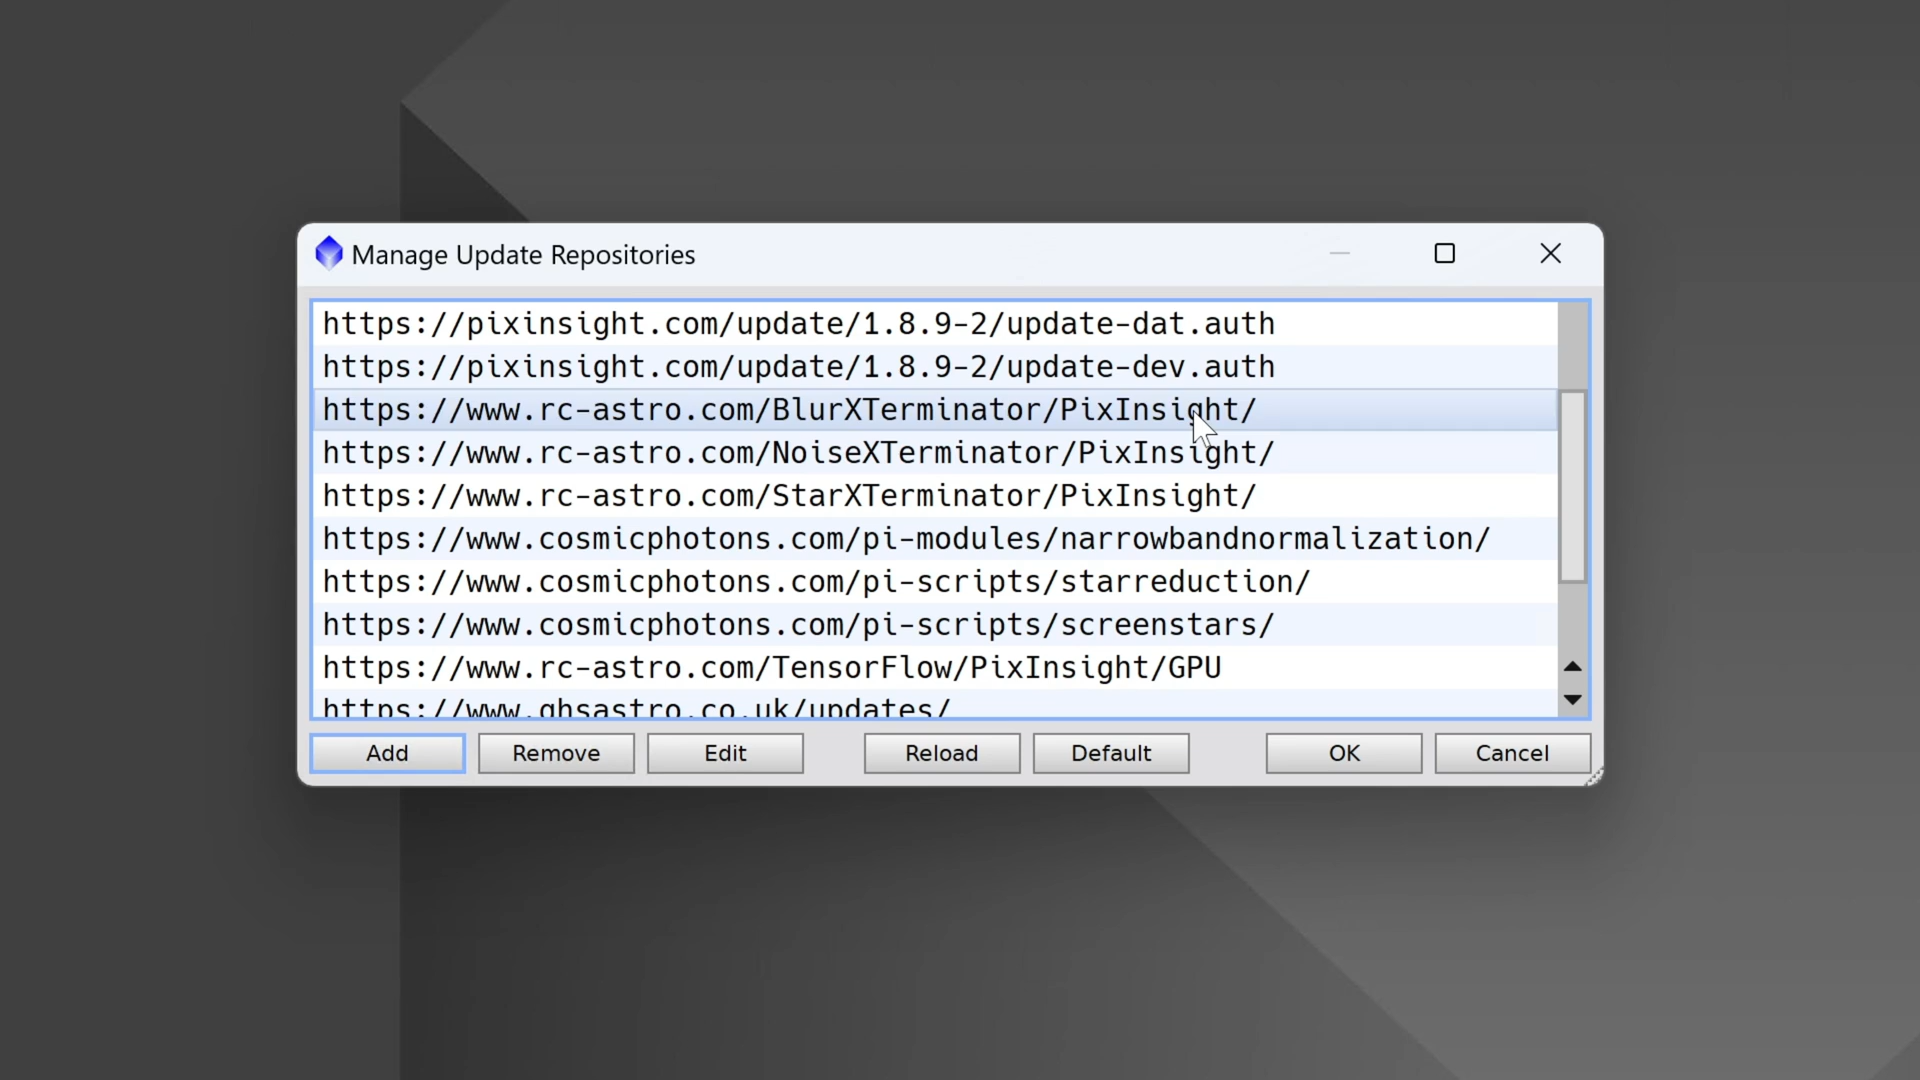 Manage Update Repositories
https://pixinsight.com/update/1.8.9-2/update-dat.auth
https://pixinsight.com/update/1.8.9-2/update-dev.auth
https://www.rc-astro.com/BlurXTerminator/PixInsight/
https://www.rc-astro.com/NoiseXTerminator/PixInsight/
https://www.rc-astro.com/StarXTerminator/PixInsight/
https://www.cosmicphotons.com/pi-modules/narrowbandnormalization/
https://www.cosmicphotons.com/pi-scripts/starreduction/
https://www.cosmicphotons.com/pi-scripts/screenstars/
https://www.rc-astro.com/TensorFlow/PixInsight/GPU
https://www.ghsastro.co.uk/updates/
Add Remove Edit Reload Default OK Cancel